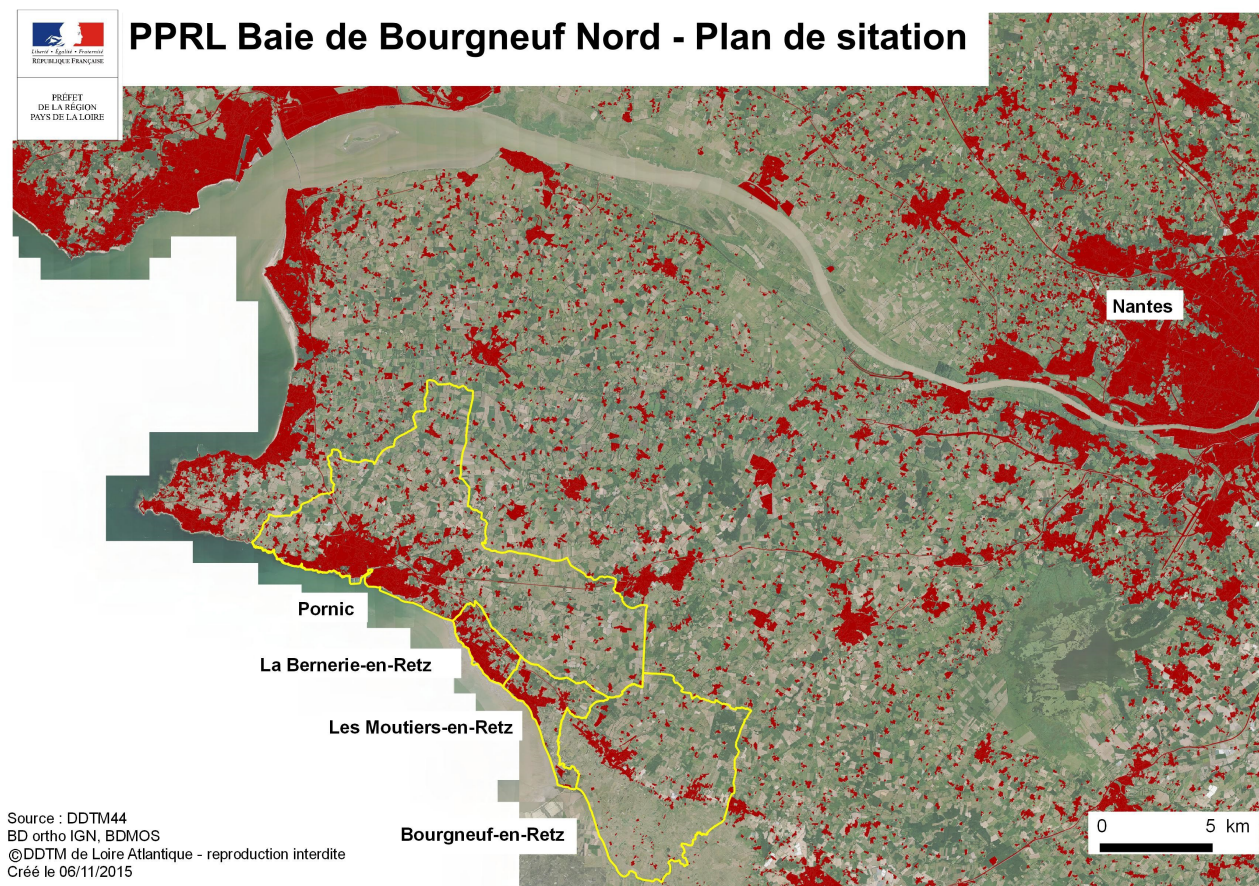 PPRL Baie de Bourgneuf Nord - Plan de sitation
Liberté • Égalité • Fraternité
RÉPUBLIQUE FRANÇAISE
PRÉFET
DE LA RÉGION
PAYS DE LA LOIRE
Nantes
Pornic
La Bernerie-en-Retz
Les Moutiers-en-Retz
Bourgneuf-en-Retz
Source : DDTM44
BD ortho IGN, BDMOS
©DDTM de Loire Atlantique - reproduction interdite
Créé le 06/11/2015
0 5 km